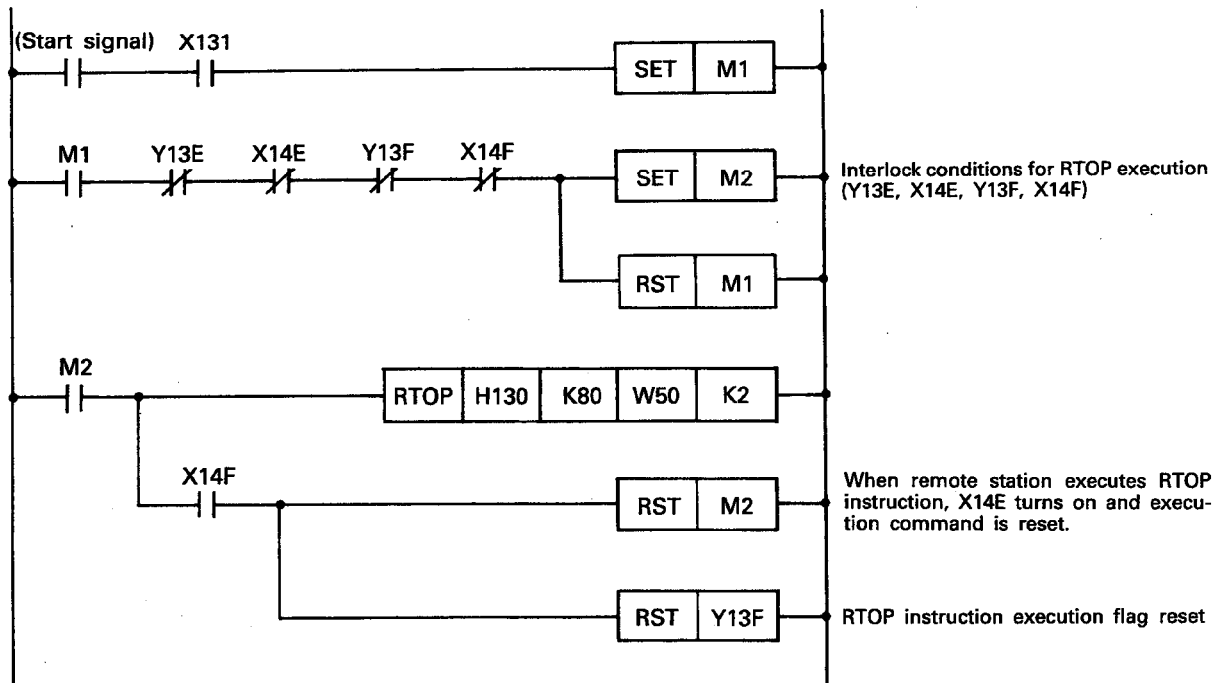 (Start signal) X131
SET M1
M1 Y13E X14E Y13F X14F
SET M2
Interlock conditions for RTOP execution
(Y13E, X14E, Y13F, X14F)
RST M1
M2
RTOP H130 K80 W50 K2
X14F
RST M2
When remote station executes RTOP
instruction, X14E turns on and execu-
tion command is reset.
RST Y13F
RTOP instruction execution flag reset